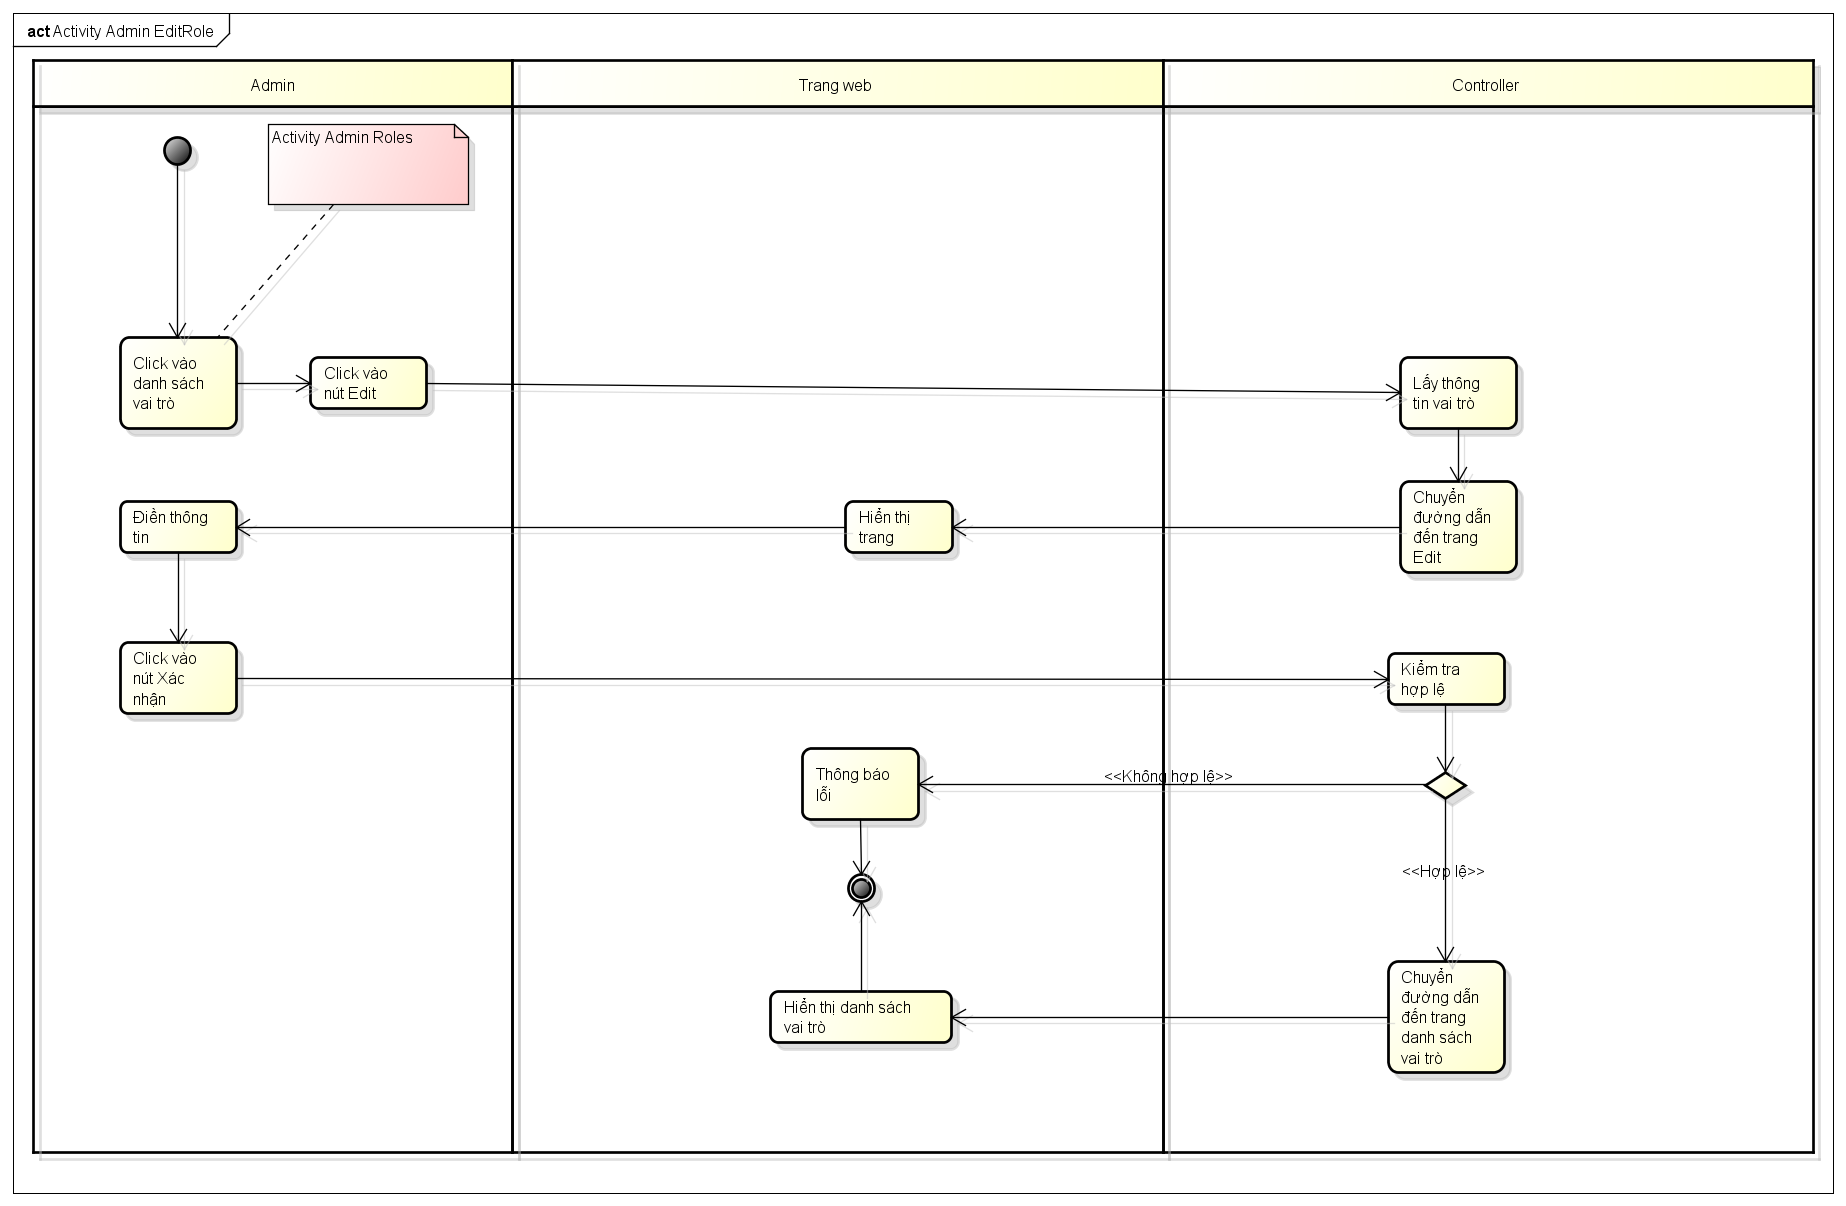 act Activity Admin EditRole
Admin
Trang web
Controller
Activity Admin Roles
Click vào
danh sách
vai trò
Click vào
nút Edit
Lấy thông
tin vai trò
Chuyển
đường dẫn
đến trang
Edit
Hiển thị
trang
Điền thông
tin
Click vào
nút Xác
nhận
Kiểm tra
hợp lệ
<<Không hợp lệ>>
Thông báo
lỗi
<<Hợp lệ>>
Chuyển
đường dẫn
đến trang
danh sách
vai trò
Hiển thị danh sách
vai trò